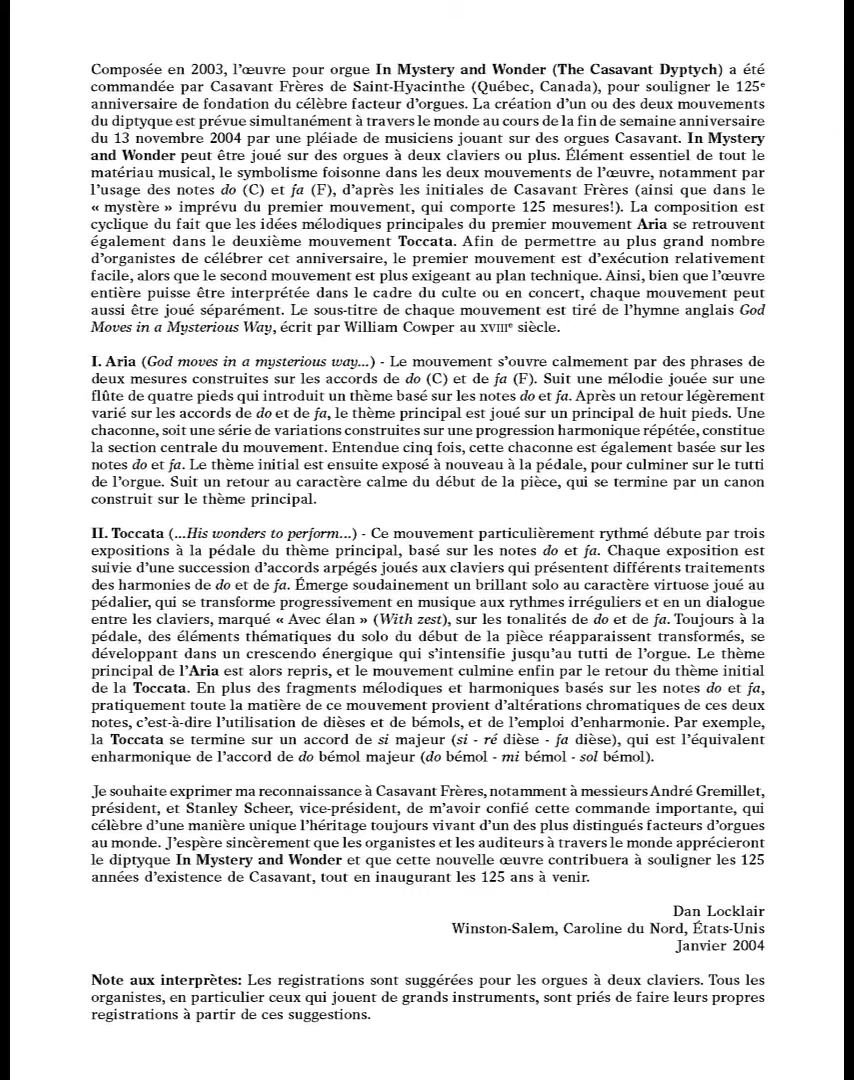 Composée en 2003, l'œuvre pour orgue In Mystery and Wonder (The Casavant Dyptych) a été
commandée par Casavant Frères de Saint-Hyacinthe (Québec, Canada), pour souligner le 125e
anniversaire de fondation du célèbre facteur d'orgues. La création d'un ou des deux mouvements
du diptyque est prévue simultanément à travers le monde au cours de la fin de semaine anniversaire
du 13 novembre 2004 par une pléiade de musiciens jouant sur des orgues Casavant. In Mystery
and Wonder peut être joué sur des orgues à deux claviers ou plus. Élément essentiel de tout le
matériau musical, le symbolisme foisonne dans les deux mouvements de l'œuvre, notamment par
l'usage des notes do (C) et fa (F), d'après les initiales de Casavant Frères (ainsi que dans le
« mystère » imprévu du premier mouvement, qui comporte 125 mesures!). La composition est
cyclique du fait que les idées mélodiques principales du premier mouvement Aria se retrouvent
également dans le deuxième mouvement Toccata. Afin de permettre au plus grand nombre
d'organistes de célébrer cet anniversaire, le premier mouvement est d'exécution relativement
facile, alors que le second mouvement est plus exigeant au plan technique. Ainsi, bien que l'œuvre
entière puisse être interprétée dans le cadre du culte ou en concert, chaque mouvement peut
aussi être joué séparément. Le sous-titre de chaque mouvement est tiré de l'hymne anglais God
Moves in a Mysterious Way, écrit par William Cowper au XVIIIe siècle.
I. Aria (God moves in a mysterious way...) - Le mouvement s'ouvre calmement par des phrases de
deux mesures construites sur les accords de do (C) et de fa (F). Suit une mélodie jouée sur une
flûte de quatre pieds qui introduit un thème basé sur les notes do et fa. Après un retour légèrement
varié sur les accords de do et de fa, le thème principal est joué sur un principal de huit pieds. Une
chaconne, soit une série de variations construites sur une progression harmonique répétée, constitue
la section centrale du mouvement. Entendue cinq fois, cette chaconne est également basée sur les
notes do et fa. Le thème initial est ensuite exposé à nouveau à la pédale, pour culminer sur le tutti
de l'orgue. Suit un retour au caractère calme du début de la pièce, qui se termine par un canon
construit sur le thème principal.
II. Toccata (...His wonders to perform...) - Ce mouvement particulièrement rythmé débute par trois
expositions à la pédale du thème principal, basé sur les notes do et fa. Chaque exposition est
suivie d'une succession d'accords arpégés joués aux claviers qui présentent différents traitements
des harmonies de do et de fa. Émerge soudainement un brillant solo au caractère virtuose joué au
pédalier, qui se transforme progressivement en musique aux rythmes irréguliers et en un dialogue
entre les claviers, marqué « Avec élan » (With zest), sur les tonalités de do et de fa. Toujours à la
pédale, des éléments thématiques du solo du début de la pièce réapparaissent transformés, se
développant dans un crescendo énergique qui s'intensifie jusqu'au tutti de l'orgue. Le thème
principal de l'Aria est alors repris, et le mouvement culmine enfin par le retour du thème initial
de la Toccata. En plus des fragments mélodiques et harmoniques basés sur les notes do et fa,
pratiquement toute la matière de ce mouvement provient d'altérations chromatiques de ces deux
notes, c'est-à-dire l'utilisation de dièses et de bémols, et de l'emploi d'enharmonie. Par exemple,
la Toccata se termine sur un accord de si majeur (si - ré dièse - fa dièse), qui est l'équivalent
enharmonique de l'accord de do bémol majeur (do bémol - mi bémol - sol bémol).
Je souhaite exprimer ma reconnaissance à Casavant Frères, notamment à messieurs André Gremillet,
président, et Stanley Scheer, vice-président, de m'avoir confié cette commande importante, qui
célèbre d'une manière unique l'héritage toujours vivant d'un des plus distingués facteurs d'orgues
au monde. J'espère sincèrement que les organistes et les auditeurs à travers le monde apprécieront
le diptyque In Mystery and Wonder et que cette nouvelle œuvre contribuera à souligner les 125
années d'existence de Casavant, tout en inaugurant les 125 ans à venir.
Dan Locklair
Winston-Salem, Caroline du Nord, États-Unis
Janvier 2004
Note aux interprètes: Les registrations sont suggérées pour les orgues à deux claviers. Tous les
organistes, en particulier ceux qui jouent de grands instruments, sont priés de faire leurs propres
registrations à partir de ces suggestions.